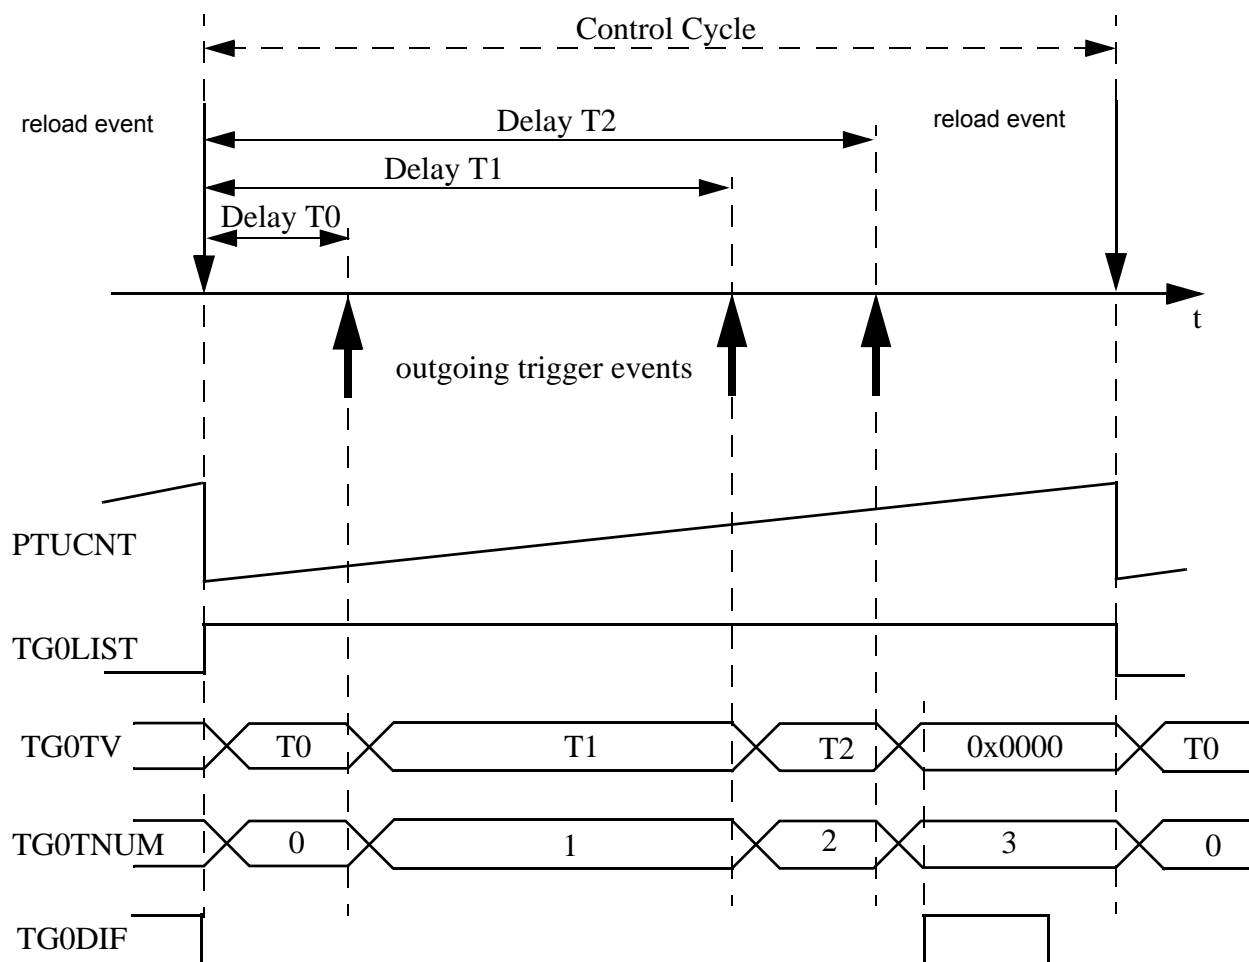 Control Cycle
reload event
reload event
Delay T2
Delay T1
Delay T0
t
outgoing trigger events
PTUCNT
TG0LIST
TG0TV
T0
T1
T2
0x0000
T0
TG0TNUM
0
1
2
3
0
TG0DIF